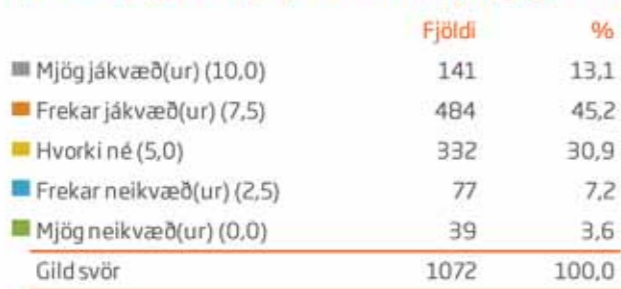 Fjöldi %
Mjög jákvæð(ur) (10,0) 141 13,1
Frekar jákvæð(ur) (7,5) 484 45,2
Hvorki né (5,0) 332 30,9
Frekar neikvæð(ur) (2,5) 77 7,2
Mjög neikvæð(ur) (0,0) 39 3,6
Gild svör 1072 100,0